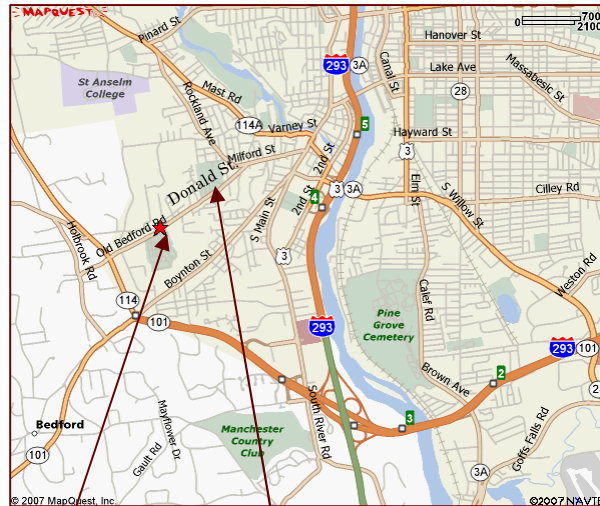 MAPQUEST
Pinard St
700
0
2100
Hanover St
293
3A
Canal St
Lake Ave
Massabesic St
St Anselm
College
Mast Rd
Rockland Ave
28
114A
Varney St
5
Hayward St
Milford St
2nd St
3
Donald St.
3
3A
Elm St
S Willow St
Cilley Rd
4
2nd St
S Main St
Old Bedford Rd
Holbrook Rd
Boynton St
3
Weston Rd
Calef Rd
114
101
293
Pine
Grove
Cemetery
293
101
Brown Ave
2
2
South River Rd
Bedford
Mayflower Dr
Manchester
Country
Club
3
Gault Rd
Goffs Falls Rd
101
3A
© 2007 MapQuest, Inc
©2007 NAVTE